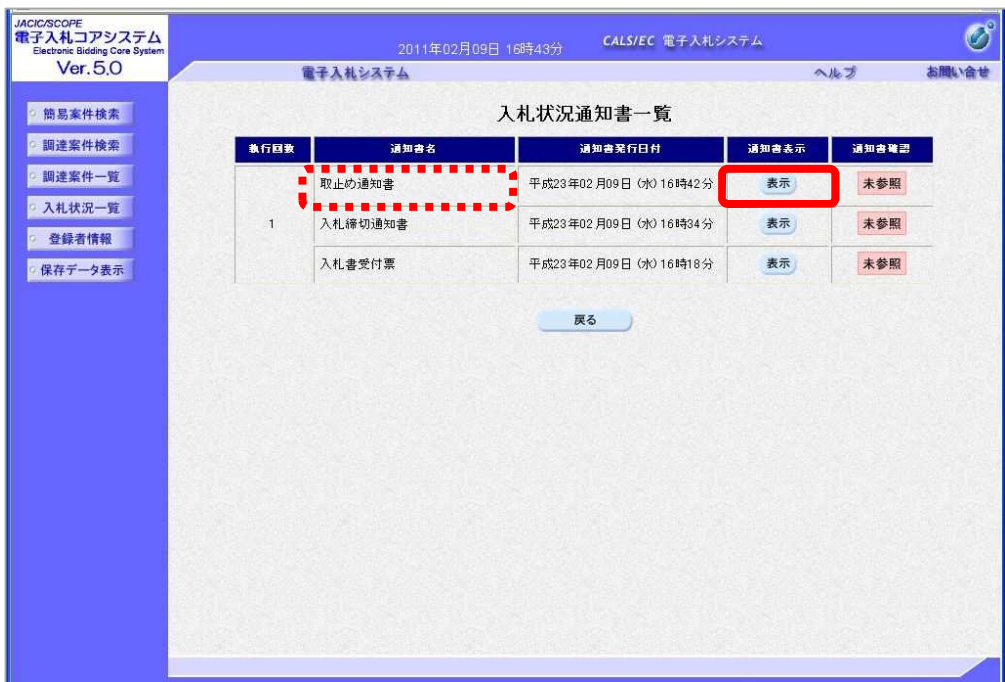 JACIC/SCOPE
電子入札コアシステム
Electronic Bidding Core System
Ver.5.0
2011年02月09日 16時43分
CALS/EC 電子入札システム
電子入札システム
ヘルプ
お問い合せ
簡易案件検索
調達案件検索
調達案件一覧
入札状況一覧
登録者情報
保存データ表示
入札状況通知書一覧
執行回数 通知書名 通知書発行日付 通知書表示 通知書確認
取止め通知書 平成23年02月09日 (水) 16時42分 表示 未参照
1 入札締切通知書 平成23年02月09日 (水) 16時34分 表示 未参照
入札書受付票 平成23年02月09日 (水) 16時18分 表示 未参照
戻る